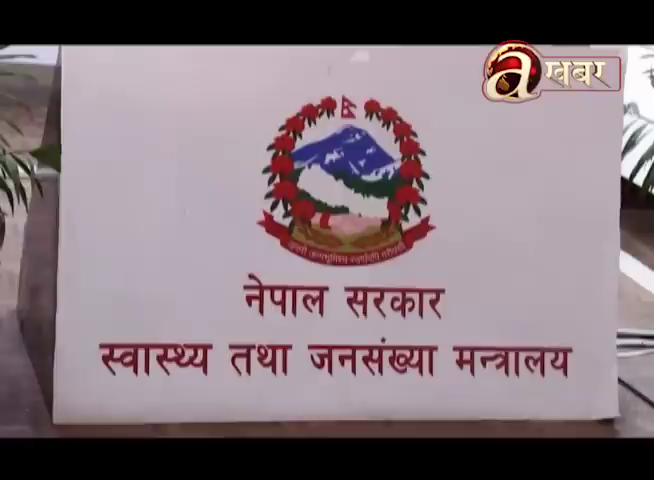 a खबर
नेपाल सरकार
स्वास्थ्य तथा जनसंख्या मन्त्रालय